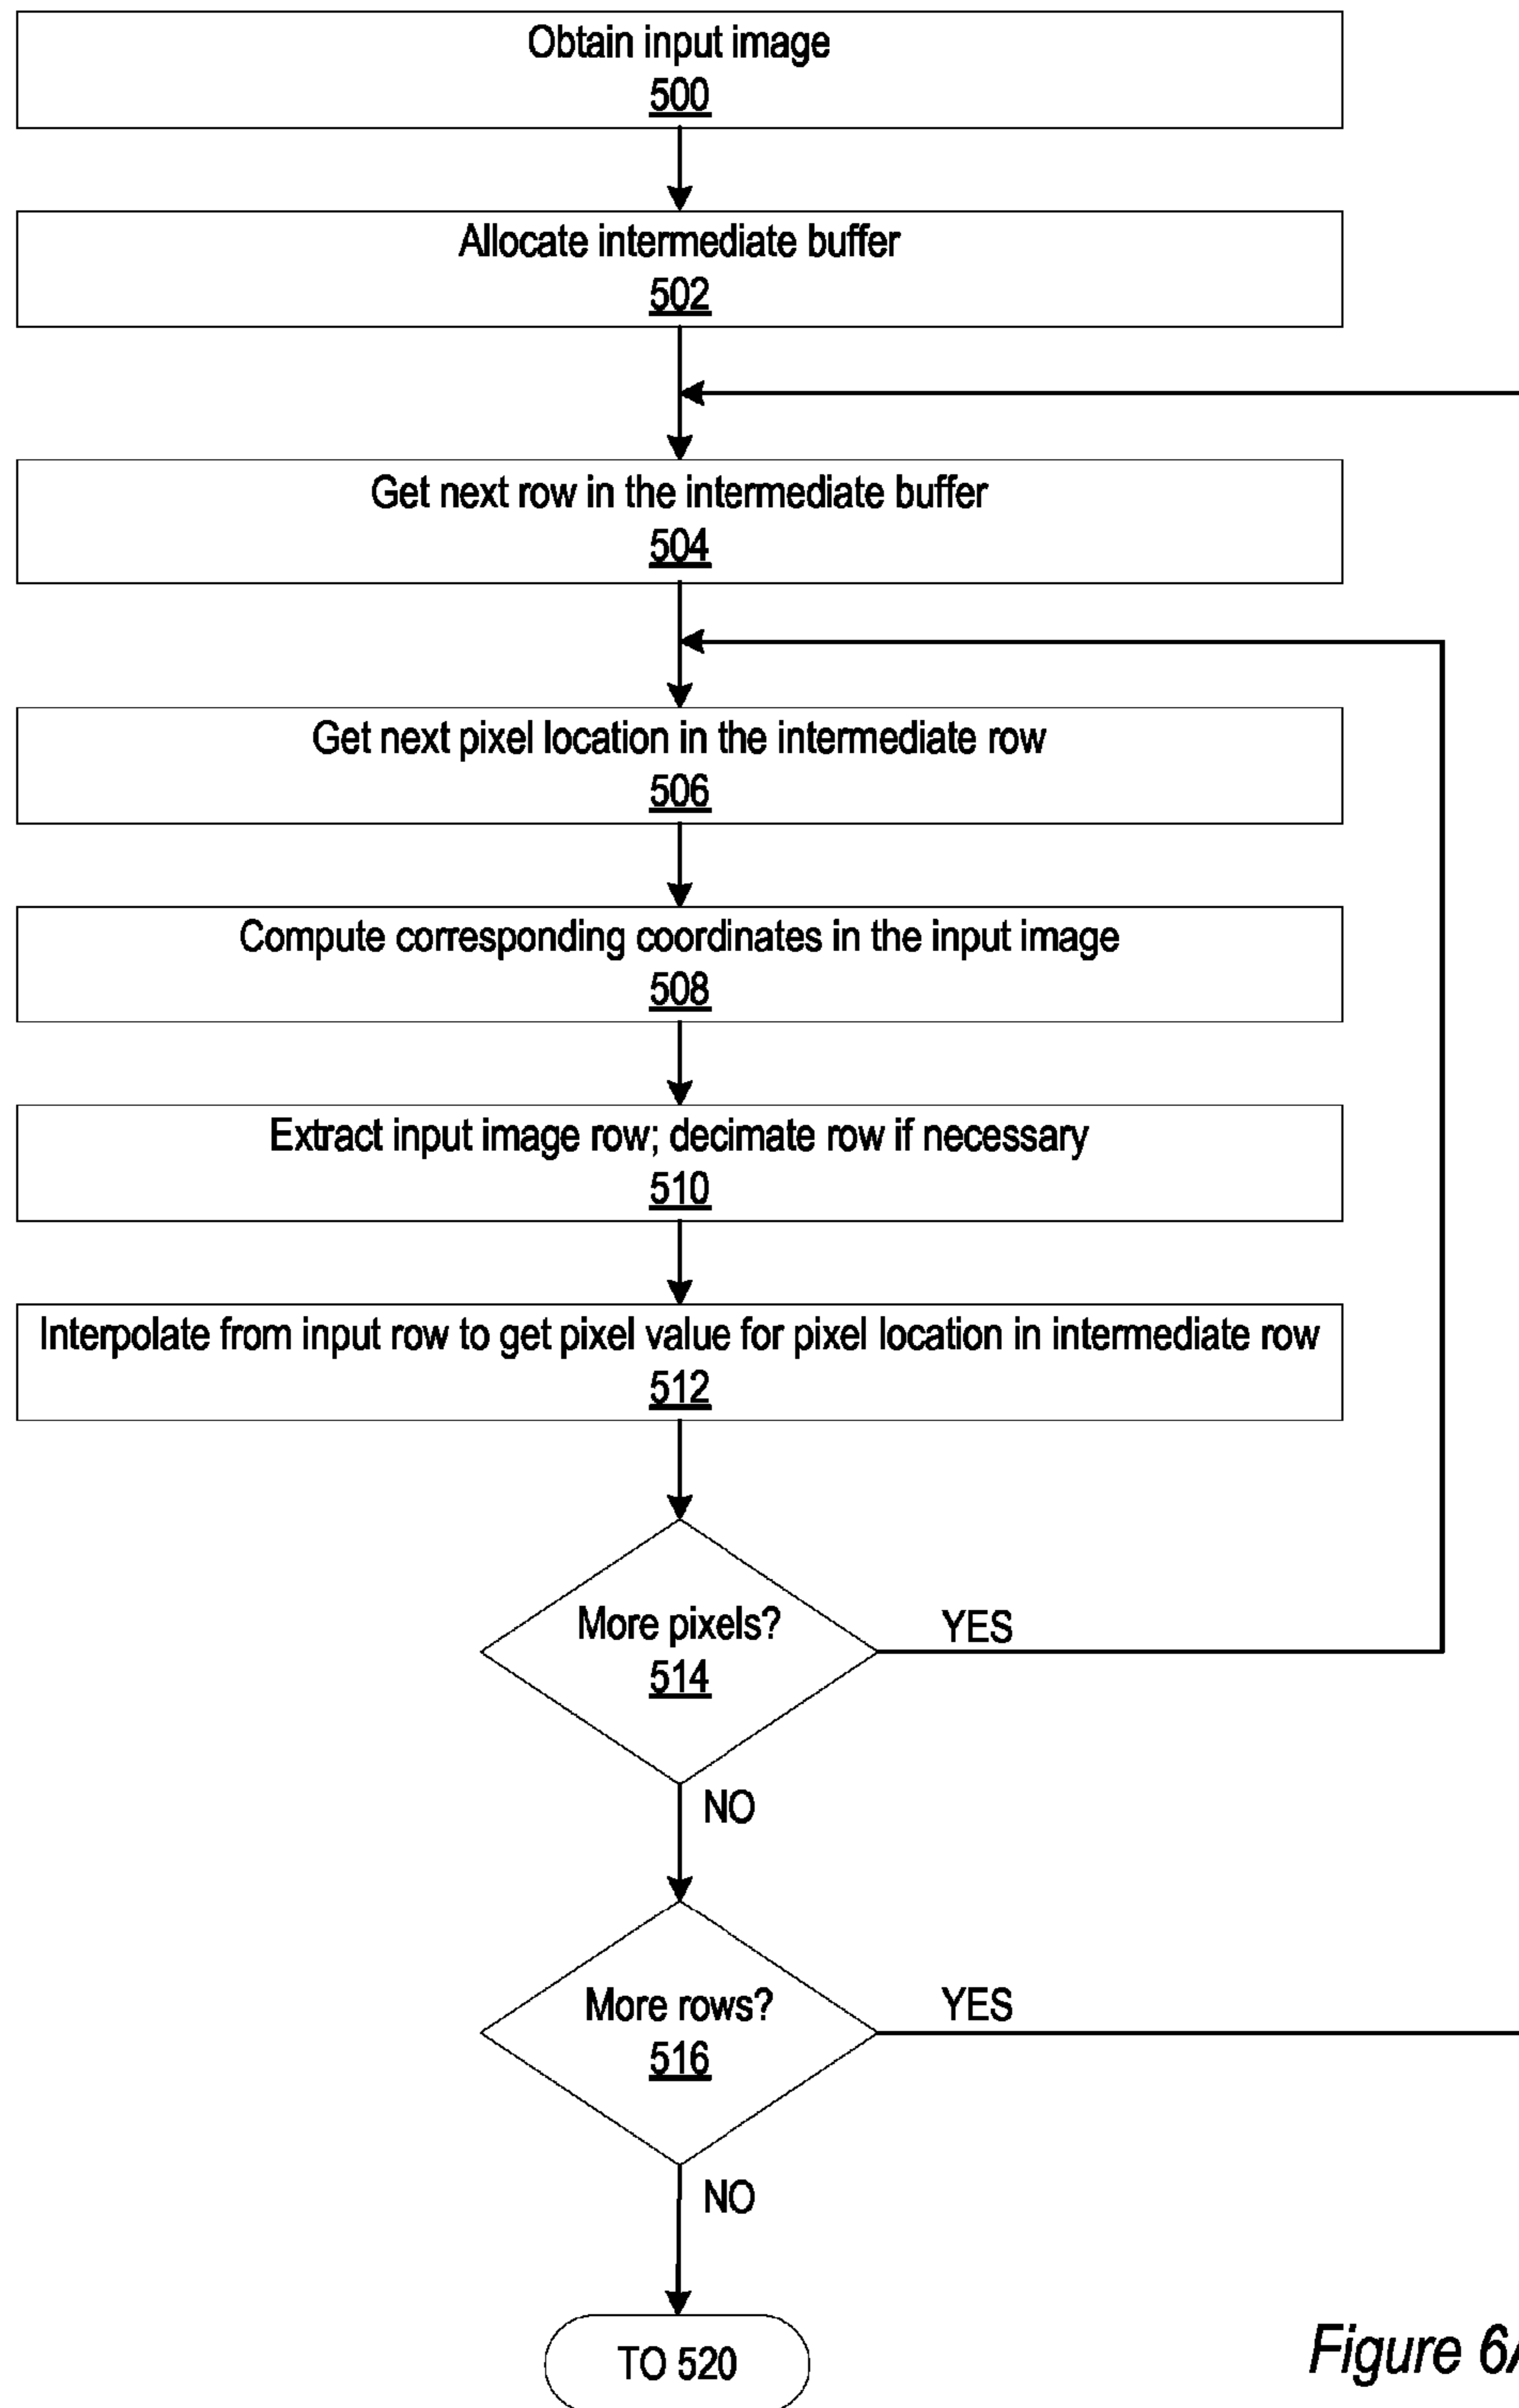 Obtain input image
500
Allocate intermediate buffer
502
Get next row in the intermediate buffer
504
Get next pixel location in the intermediate row
506
Compute corresponding coordinates in the input image
508
Extract input image row; decimate row if necessary
510
Interpolate from input row to get pixel value for pixel location in intermediate row
512
More pixels?
514
YES
NO
More rows?
516
YES
NO
TO 520
Figure